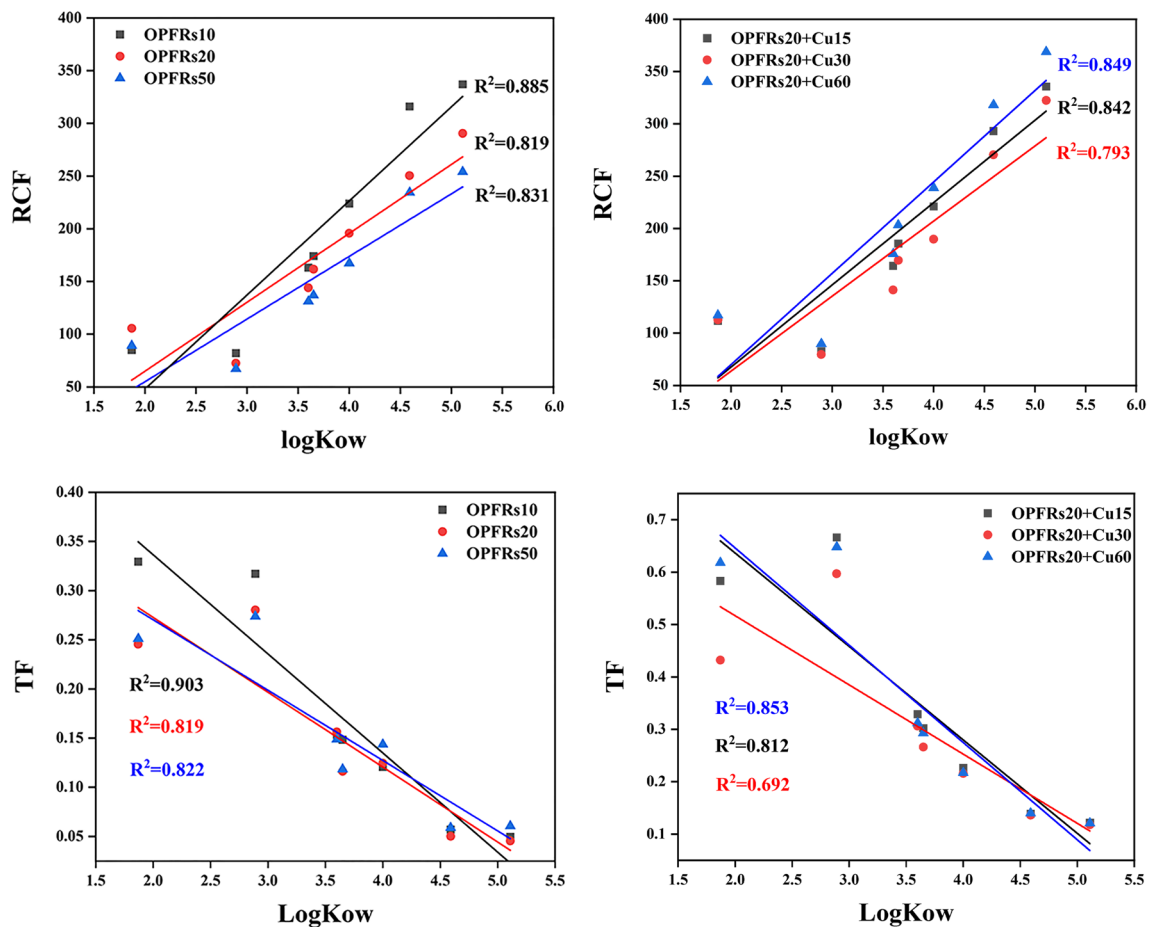 400
350
300
250
200
150
100
50
RCF
OPFRs10
OPFRs20
OPFRs50
R²=0.885
R²=0.819
R²=0.831
1.5 2.0 2.5 3.0 3.5 4.0 4.5 5.0 5.5 6.0
logKow
400
350
300
250
200
150
100
50
RCF
OPFRs20+Cu15
OPFRs20+Cu30
OPFRs20+Cu60
R²=0.849
R²=0.842
R²=0.793
1.5 2.0 2.5 3.0 3.5 4.0 4.5 5.0 5.5 6.0
logKow
0.40
0.35
0.30
0.25
0.20
0.15
0.10
0.05
TF
OPFRs10
OPFRs20
OPFRs50
R²=0.903
R²=0.819
R²=0.822
1.5 2.0 2.5 3.0 3.5 4.0 4.5 5.0 5.5
LogKow
0.7
0.6
0.5
0.4
0.3
0.2
0.1
TF
OPFRs20+Cu15
OPFRs20+Cu30
OPFRs20+Cu60
R²=0.853
R²=0.812
R²=0.692
1.5 2.0 2.5 3.0 3.5 4.0 4.5 5.0 5.5
LogKow